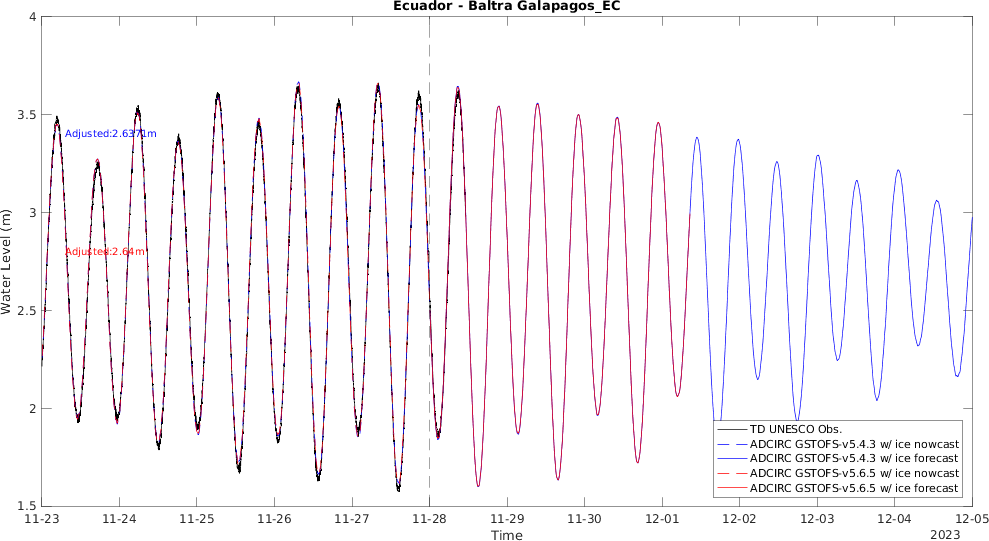 Ecuador - Baltra Galapagos_EC
4
3.5
3
2.5
2
1.5
Water Level (m)
Adjusted:2.6371m
Adjusted:2.64m
TD UNESCO Obs.
ADCIRC GSTOFS-v5.4.3 w/ ice nowcast
ADCIRC GSTOFS-v5.4.3 w/ ice forecast
ADCIRC GSTOFS-v5.6.5 w/ ice nowcast
ADCIRC GSTOFS-v5.6.5 w/ ice forecast
11-23 11-24 11-25 11-26 11-27 11-28 11-29 11-30 12-01 12-02 12-03 12-04 12-05
Time
2023